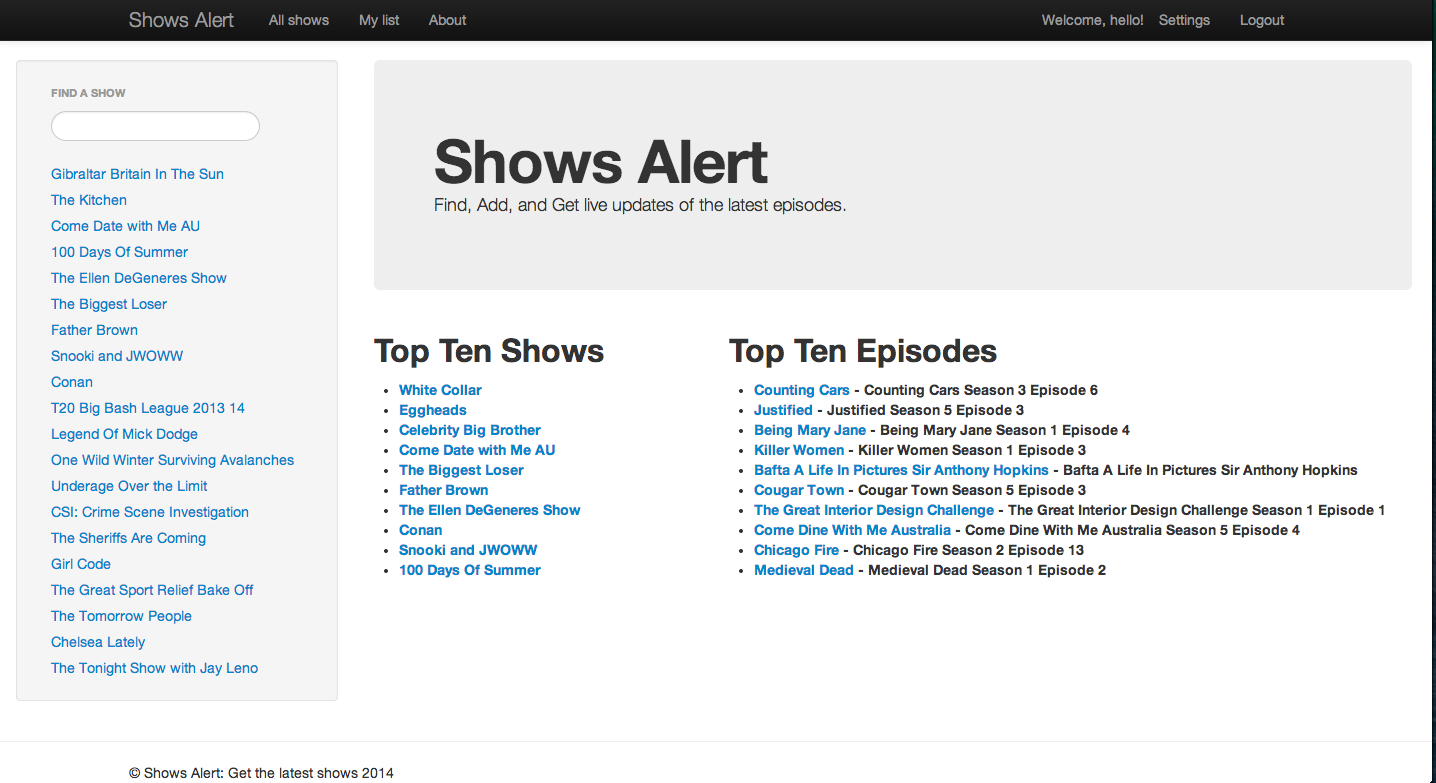 Shows Alert All shows My list About Welcome, hello! Settings Logout
FIND A SHOW
Gibraltar Britain In The Sun
The Kitchen
Come Date with Me AU
100 Days Of Summer
The Ellen DeGeneres Show
The Biggest Loser
Father Brown
Snooki and JWOWW
Conan
T20 Big Bash League 2013 14
Legend Of Mick Dodge
One Wild Winter Surviving Avalanches
Underage Over the Limit
CSI: Crime Scene Investigation
The Sheriffs Are Coming
Girl Code
The Great Sport Relief Bake Off
The Tomorrow People
Chelsea Lately
The Tonight Show with Jay Leno
Shows Alert
Find, Add, and Get live updates of the latest episodes.
Top Ten Shows
White Collar
Eggheads
Celebrity Big Brother
Come Date with Me AU
The Biggest Loser
Father Brown
The Ellen DeGeneres Show
Conan
Snooki and JWOWW
100 Days Of Summer
Top Ten Episodes
Counting Cars - Counting Cars Season 3 Episode 6
Justified - Justified Season 5 Episode 3
Being Mary Jane - Being Mary Jane Season 1 Episode 4
Killer Women - Killer Women Season 1 Episode 3
Bafta A Life In Pictures Sir Anthony Hopkins - Bafta A Life In Pictures Sir Anthony Hopkins
Cougar Town - Cougar Town Season 5 Episode 3
The Great Interior Design Challenge - The Great Interior Design Challenge Season 1 Episode 1
Come Dine With Me Australia - Come Dine With Me Australia Season 5 Episode 4
Chicago Fire - Chicago Fire Season 2 Episode 13
Medieval Dead - Medieval Dead Season 1 Episode 2
© Shows Alert: Get the latest shows 2014